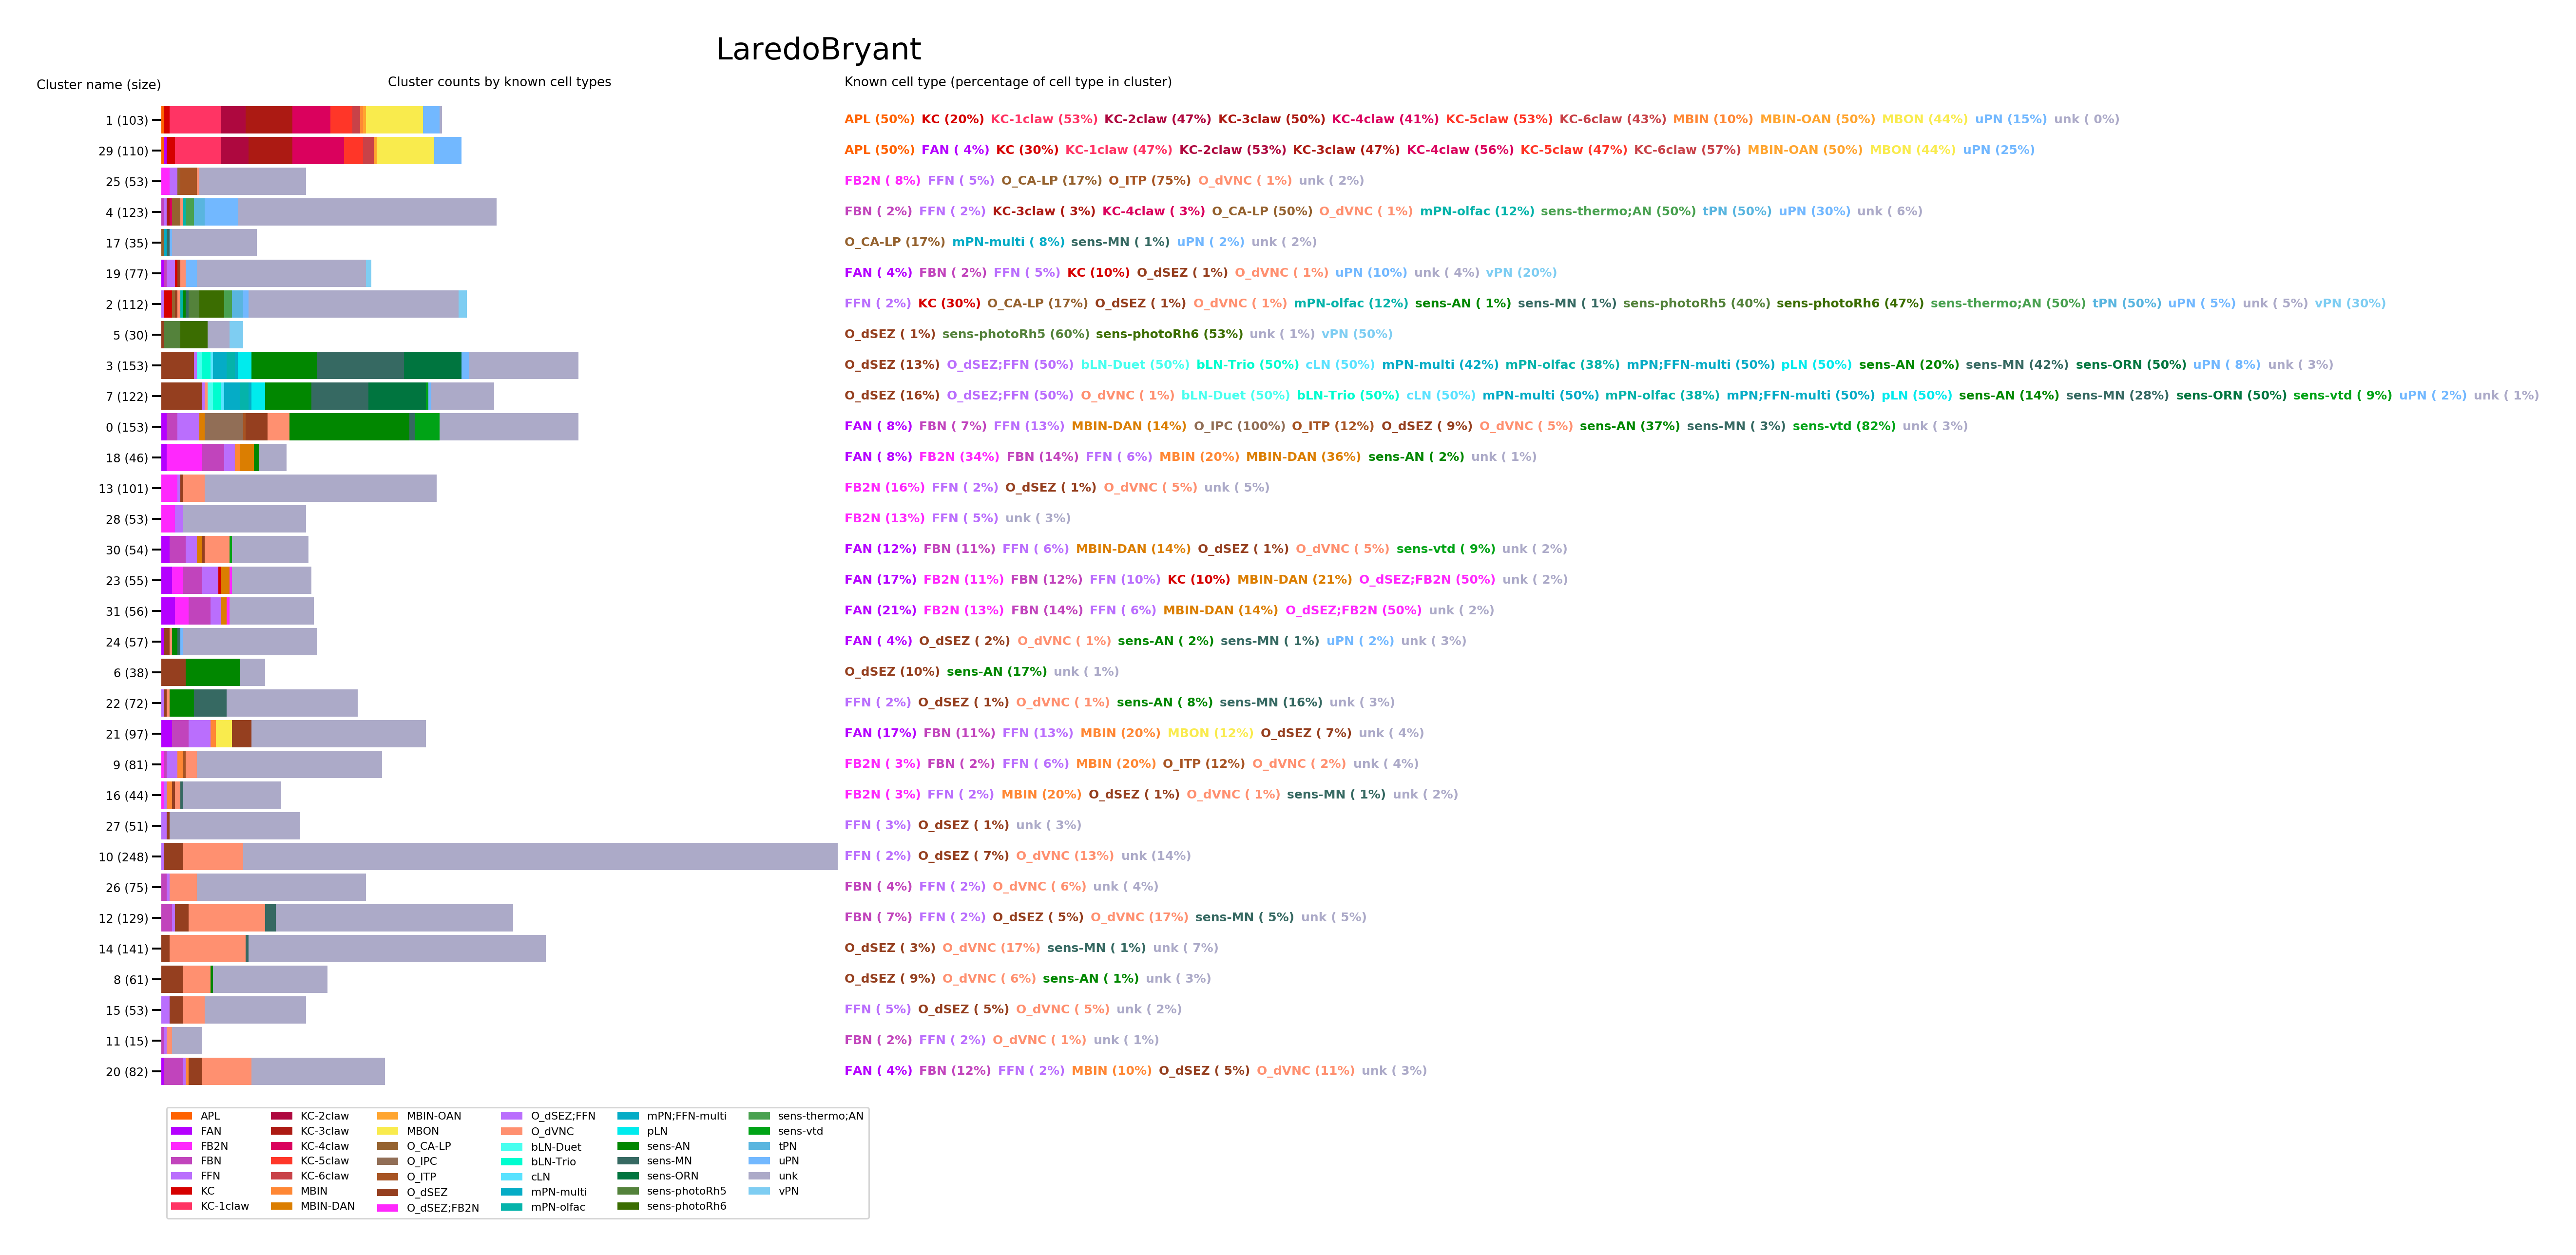 LaredoBryant
Cluster name (size) Cluster counts by known cell types Known cell type (percentage of cell type in cluster)
1 (103) APL (50%) KC (20%) KC-1claw (53%) KC-2claw (47%) KC-3claw (50%) KC-4claw (41%) KC-5claw (53%) KC-6claw (43%) MBIN (10%) MBIN-OAN (50%) MBON (44%) uPN (15%) unk ( 0%)
29 (110) APL (50%) FAN ( 4%) KC (30%) KC-1claw (47%) KC-2claw (53%) KC-3claw (47%) KC-4claw (56%) KC-5claw (47%) KC-6claw (57%) MBIN-OAN (50%) MBON (44%) uPN (25%)
25 (53) FB2N ( 8%) FFN ( 5%) O_CA-LP (17%) O_ITP (75%) O_dVNC ( 1%) unk ( 2%)
4 (123) FBN ( 2%) FFN ( 2%) KC-3claw ( 3%) KC-4claw ( 3%) O_CA-LP (50%) O_dVNC ( 1%) mPN-olfac (12%) sens-thermo;AN (50%) tPN (50%) uPN (30%) unk ( 6%)
17 (35) O_CA-LP (17%) mPN-multi ( 8%) sens-MN ( 1%) uPN ( 2%) unk ( 2%)
19 (77) FAN ( 4%) FBN ( 2%) FFN ( 5%) KC (10%) O_dSEZ ( 1%) O_dVNC ( 1%) uPN (10%) unk ( 4%) vPN (20%)
2 (112) FFN ( 2%) KC (30%) O_CA-LP (17%) O_dSEZ ( 1%) O_dVNC ( 1%) mPN-olfac (12%) sens-AN ( 1%) sens-MN ( 1%) sens-photoRh5 (40%) sens-photoRh6 (47%) sens-thermo;AN (50%) tPN (50%) uPN ( 5%) unk ( 5%) vPN (30%)
5 (30) O_dSEZ ( 1%) sens-photoRh5 (60%) sens-photoRh6 (53%) unk ( 1%) vPN (50%)
3 (153) O_dSEZ (13%) O_dSEZ;FFN (50%) bLN-Duet (50%) bLN-Trio (50%) cLN (50%) mPN-multi (42%) mPN-olfac (38%) mPN;FFN-multi (50%) pLN (50%) sens-AN (20%) sens-MN (42%) sens-ORN (50%) uPN ( 8%) unk ( 3%)
7 (122) O_dSEZ (16%) O_dSEZ;FFN (50%) O_dVNC ( 1%) bLN-Duet (50%) bLN-Trio (50%) cLN (50%) mPN-multi (50%) mPN-olfac (38%) mPN;FFN-multi (50%) pLN (50%) sens-AN (14%) sens-MN (28%) sens-ORN (50%) sens-vtd ( 9%) uPN ( 2%) unk ( 1%)
0 (153) FAN ( 8%) FBN ( 7%) FFN (13%) MBIN-DAN (14%) O_IPC (100%) O_ITP (12%) O_dSEZ ( 9%) O_dVNC ( 5%) sens-AN (37%) sens-MN ( 3%) sens-vtd (82%) unk ( 3%)
18 (46) FAN ( 8%) FB2N (34%) FBN (14%) FFN ( 6%) MBIN (20%) MBIN-DAN (36%) sens-AN ( 2%) unk ( 1%)
13 (101) FB2N (16%) FFN ( 2%) O_dSEZ ( 1%) O_dVNC ( 5%) unk ( 5%)
28 (53) FB2N (13%) FFN ( 5%) unk ( 3%)
30 (54) FAN (12%) FBN (11%) FFN ( 6%) MBIN-DAN (14%) O_dSEZ ( 1%) O_dVNC ( 5%) sens-vtd ( 9%) unk ( 2%)
23 (55) FAN (17%) FB2N (11%) FBN (12%) FFN (10%) KC (10%) MBIN-DAN (21%) O_dSEZ;FB2N (50%) unk ( 2%)
31 (56) FAN (21%) FB2N (13%) FBN (14%) FFN ( 6%) MBIN-DAN (14%) O_dSEZ;FB2N (50%) unk ( 2%)
24 (57) FAN ( 4%) O_dSEZ ( 2%) O_dVNC ( 1%) sens-AN ( 2%) sens-MN ( 1%) uPN ( 2%) unk ( 3%)
6 (38) O_dSEZ (10%) sens-AN (17%) unk ( 1%)
22 (72) FFN ( 2%) O_dSEZ ( 1%) O_dVNC ( 1%) sens-AN ( 8%) sens-MN (16%) unk ( 3%)
21 (97) FAN (17%) FBN (11%) FFN (13%) MBIN (20%) MBON (12%) O_dSEZ ( 7%) unk ( 4%)
9 (81) FB2N ( 3%) FBN ( 2%) FFN ( 6%) MBIN (20%) O_ITP (12%) O_dVNC ( 2%) unk ( 4%)
16 (44) FB2N ( 3%) FFN ( 2%) MBIN (20%) O_dSEZ ( 1%) O_dVNC ( 1%) sens-MN ( 1%) unk ( 2%)
27 (51) FFN ( 3%) O_dSEZ ( 1%) unk ( 3%)
10 (248) FFN ( 2%) O_dSEZ ( 7%) O_dVNC (13%) unk (14%)
26 (75) FBN ( 4%) FFN ( 2%) O_dVNC ( 6%) unk ( 4%)
12 (129) FBN ( 7%) FFN ( 2%) O_dSEZ ( 5%) O_dVNC (17%) sens-MN ( 5%) unk ( 5%)
14 (141) O_dSEZ ( 3%) O_dVNC (17%) sens-MN ( 1%) unk ( 7%)
8 (61) O_dSEZ ( 9%) O_dVNC ( 6%) sens-AN ( 1%) unk ( 3%)
15 (53) FFN ( 5%) O_dSEZ ( 5%) O_dVNC ( 5%) unk ( 2%)
11 (15) FBN ( 2%) FFN ( 2%) O_dVNC ( 1%) unk ( 1%)
20 (82) FAN ( 4%) FBN (12%) FFN ( 2%) MBIN (10%) O_dSEZ ( 5%) O_dVNC (11%) unk ( 3%)
APL KC-2claw MBIN-OAN O_dSEZ;FFN mPN;FFN-multi sens-thermo;AN
FAN KC-3claw MBON O_dVNC pLN sens-vtd
FB2N KC-4claw O_CA-LP bLN-Duet sens-AN tPN
FBN KC-5claw O_IPC bLN-Trio sens-MN uPN
FFN KC-6claw O_ITP cLN sens-ORN unk
KC MBIN O_dSEZ mPN-multi sens-photoRh5 vPN
KC-1claw MBIN-DAN O_dSEZ;FB2N mPN-olfac sens-photoRh6